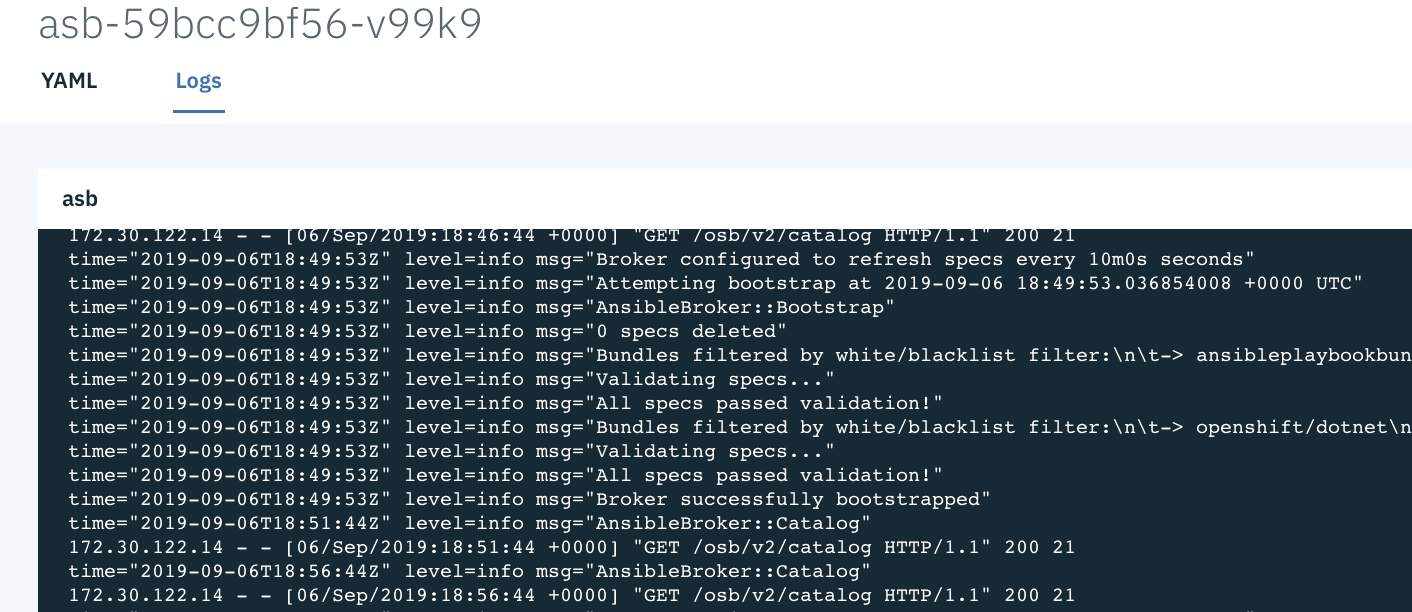 asb-59bcc9bf56-v99k9
YAML Logs
asb
172.30.122.14 - - [06/Sep/2019:18:46:44 +0000] "GET /osb/v2/catalog HTTP/1.1" 200 21
time="2019-09-06T18:49:53Z" level=info msg="Broker configured to refresh specs every 10m0s seconds"
time="2019-09-06T18:49:53Z" level=info msg="Attempting bootstrap at 2019-09-06 18:49:53.036854008 +0000 UTC"
time="2019-09-06T18:49:53Z" level=info msg="AnsibleBroker::Bootstrap"
time="2019-09-06T18:49:53Z" level=info msg="0 specs deleted"
time="2019-09-06T18:49:53Z" level=info msg="Bundles filtered by white/blacklist filter:\n\t-> ansibleplaybookbun
time="2019-09-06T18:49:53Z" level=info msg="Validating specs..."
time="2019-09-06T18:49:53Z" level=info msg="All specs passed validation!"
time="2019-09-06T18:49:53Z" level=info msg="Bundles filtered by white/blacklist filter:\n\t-> openshift/dotnet\n
time="2019-09-06T18:49:53Z" level=info msg="Validating specs..."
time="2019-09-06T18:49:53Z" level=info msg="All specs passed validation!"
time="2019-09-06T18:49:53Z" level=info msg="Broker successfully bootstrapped"
time="2019-09-06T18:51:44Z" level=info msg="AnsibleBroker::Catalog"
172.30.122.14 - - [06/Sep/2019:18:51:44 +0000] "GET /osb/v2/catalog HTTP/1.1" 200 21
time="2019-09-06T18:56:44Z" level=info msg="AnsibleBroker::Catalog"
172.30.122.14 - - [06/Sep/2019:18:56:44 +0000] "GET /osb/v2/catalog HTTP/1.1" 200 21